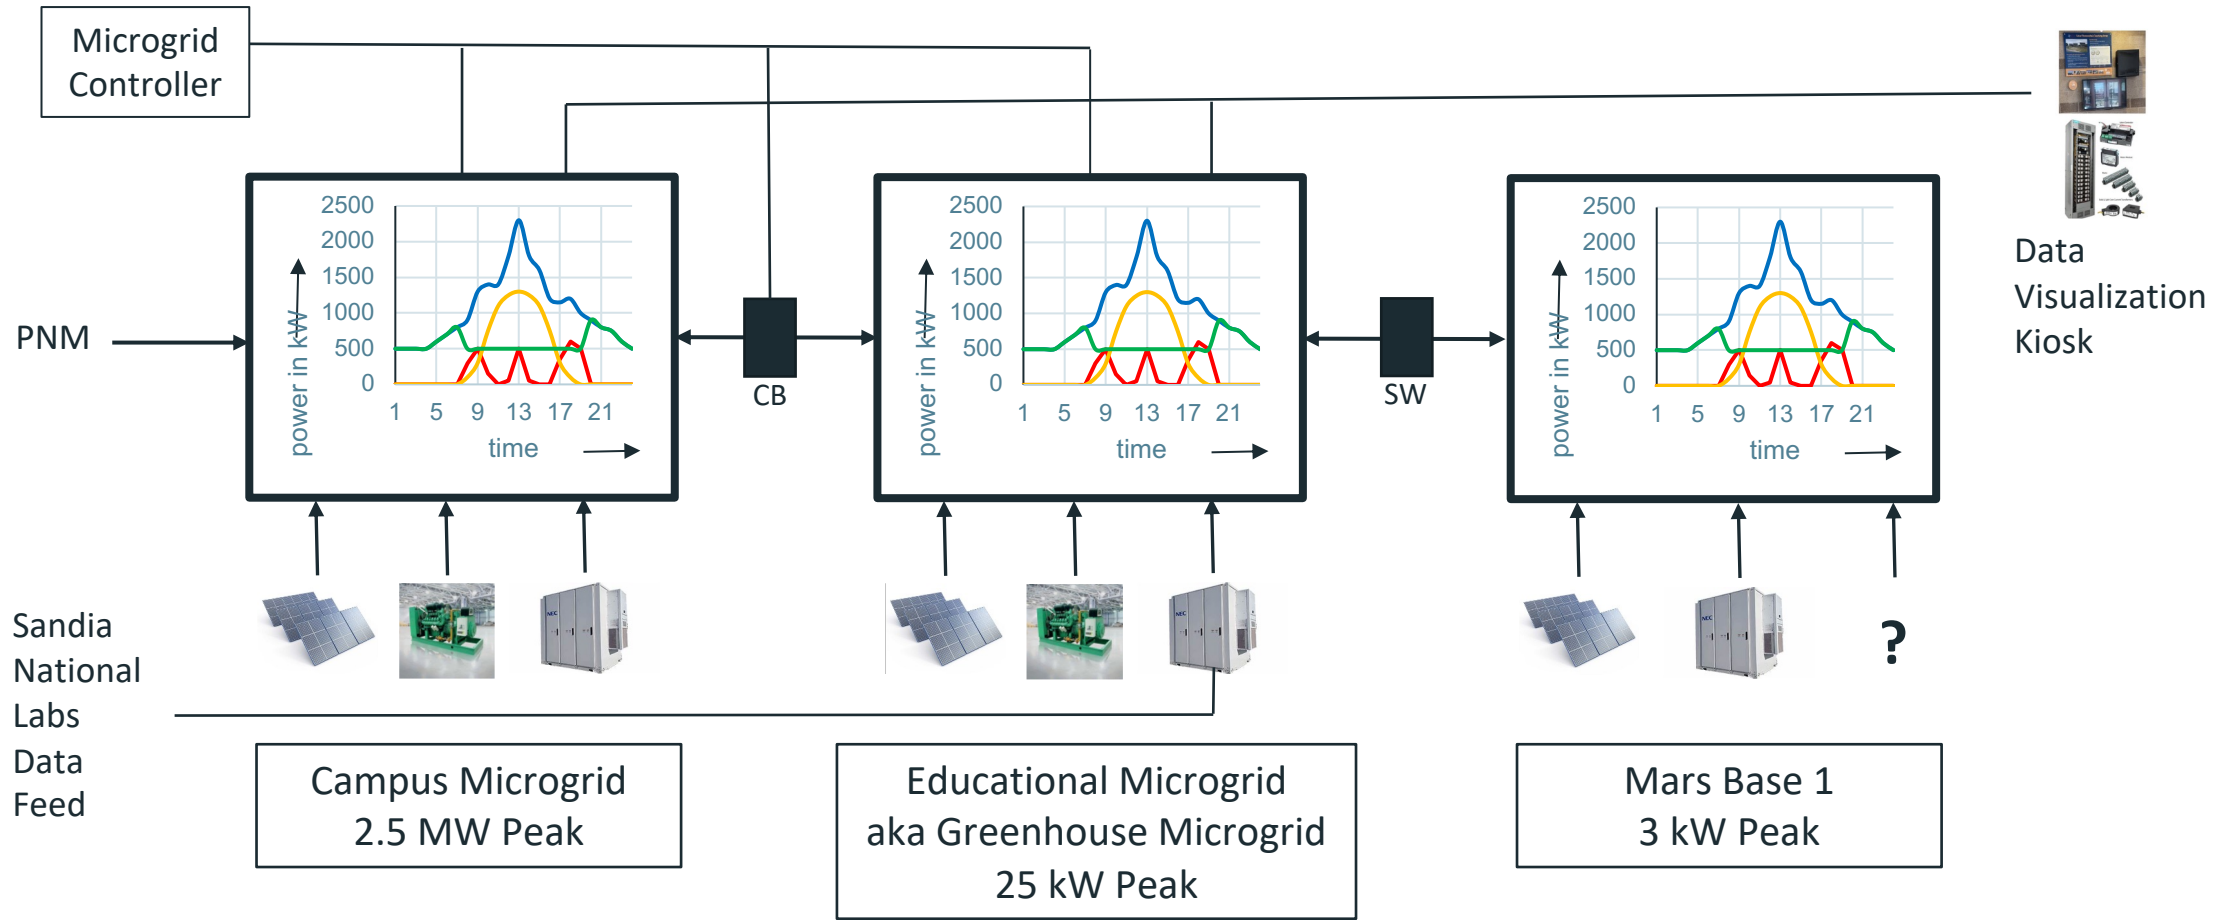 Microgrid
Controller
PNM
2500
2000
1500
1000
500
0
1 5 9 13 17 21
power in kW
time
CB
2500
2000
1500
1000
500
0
1 5 9 13 17 21
power in kW
time
SW
2500
2000
1500
1000
500
0
1 5 9 13 17 21
power in kW
time
Data
Visualization
Kiosk
NEC
NEC
NEC
?
Sandia
National
Labs
Data
Feed
Campus Microgrid
2.5 MW Peak
Educational Microgrid
aka Greenhouse Microgrid
25 kW Peak
Mars Base 1
3 kW Peak